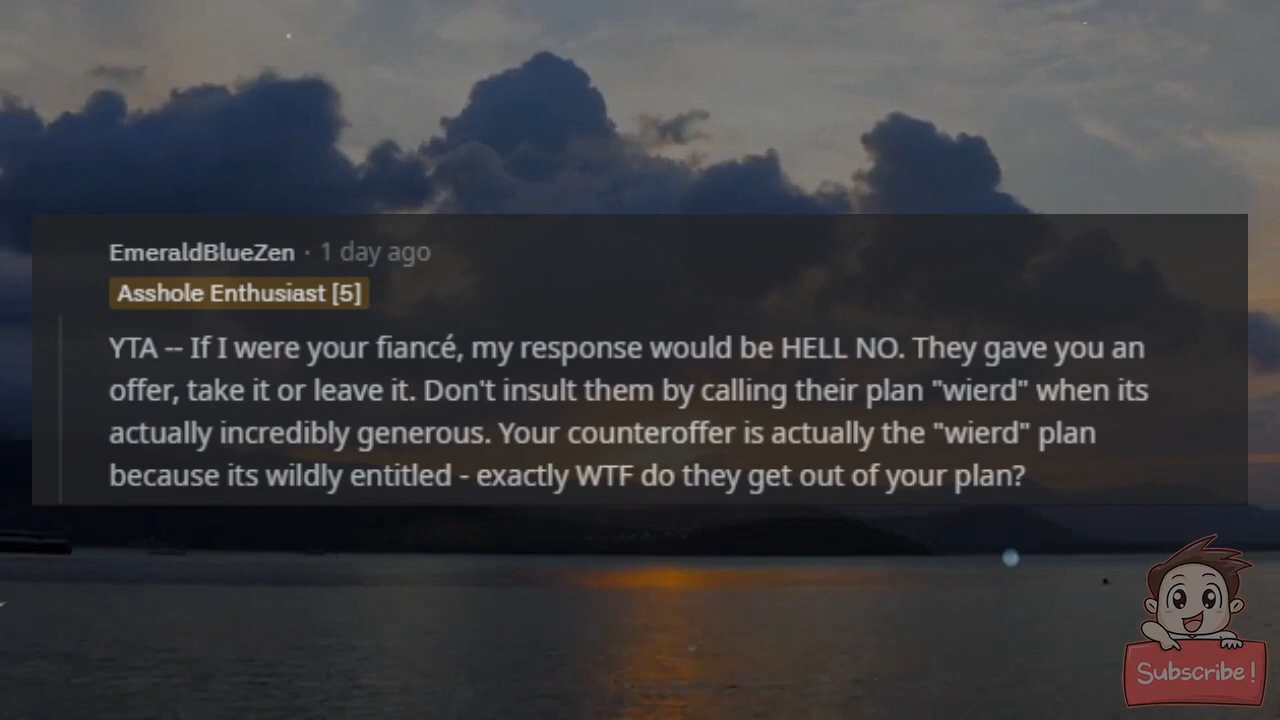 EmeraldBlueZen · 1 day ago
Asshole Enthusiast [5]
YTA -- If I were your fiancé, my response would be HELL NO. They gave you an
offer, take it or leave it. Don't insult them by calling their plan "wierd" when its
actually incredibly generous. Your counteroffer is actually the "wierd" plan
because its wildly entitled - exactly WTF do they get out of your plan?
Subscribe!